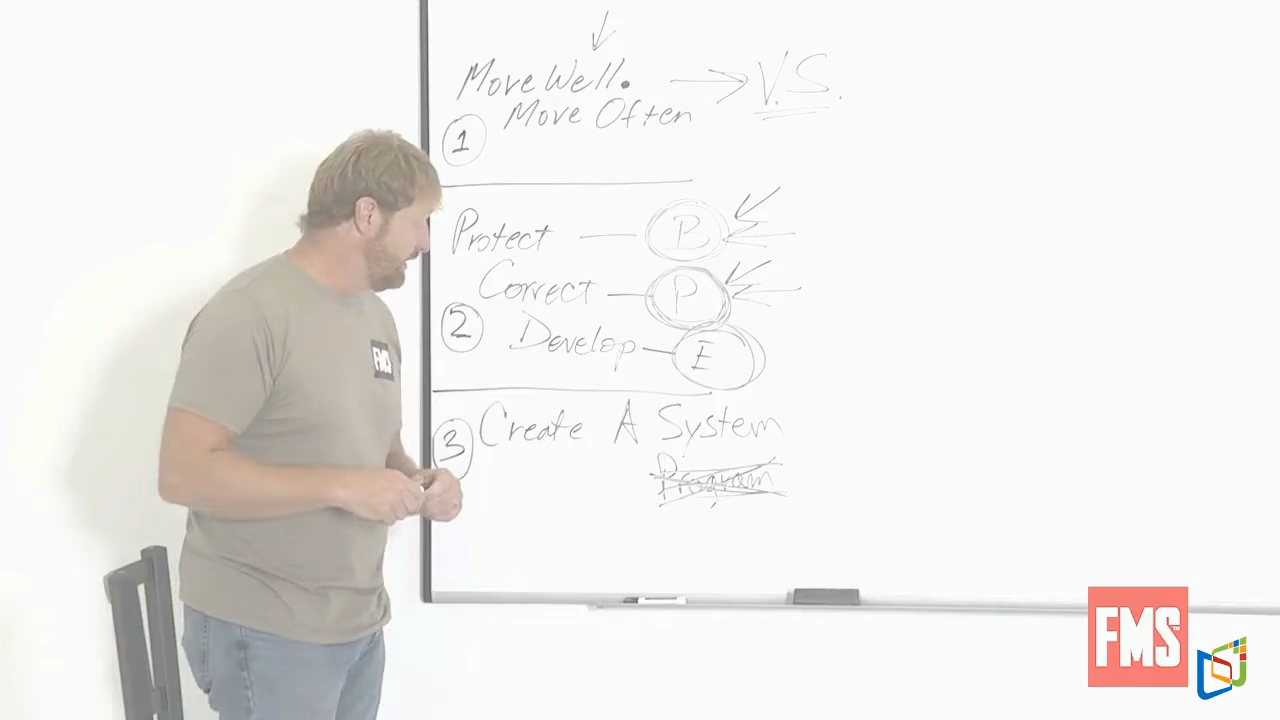 Move Well.
Move Often
V.S.
1
Protect B
Correct P
2
Develop E
3
Create A System
Program
FMS
FMS